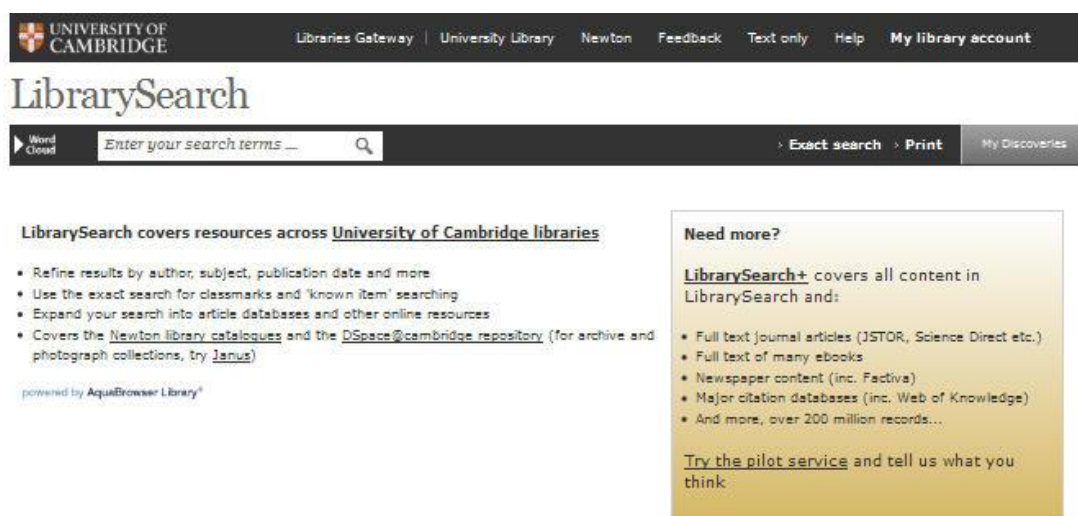 UNIVERSITY OF
CAMBRIDGE
Libraries Gateway | University Library Newton Feedback Text only Help My library account
LibrarySearch
Word
Cloud
Enter your search terms ...
› Exact search › Print My Discoveries
LibrarySearch covers resources across University of Cambridge libraries
• Refine results by author, subject, publication date and more
• Use the exact search for classmarks and 'known item' searching
• Expand your search into article databases and other online resources
• Covers the Newton library catalogues and the DSpace@cambridge repository (for archive and
photograph collections, try Janus)
powered by AquaBrowser Library®
Need more?
LibrarySearch+ covers all content in
LibrarySearch and:
• Full text journal articles (JSTOR, Science Direct etc.)
• Full text of many ebooks
• Newspaper content (inc. Factiva)
• Major citation databases (inc. Web of Knowledge)
• And more, over 200 million records...
Try the pilot service and tell us what you
think